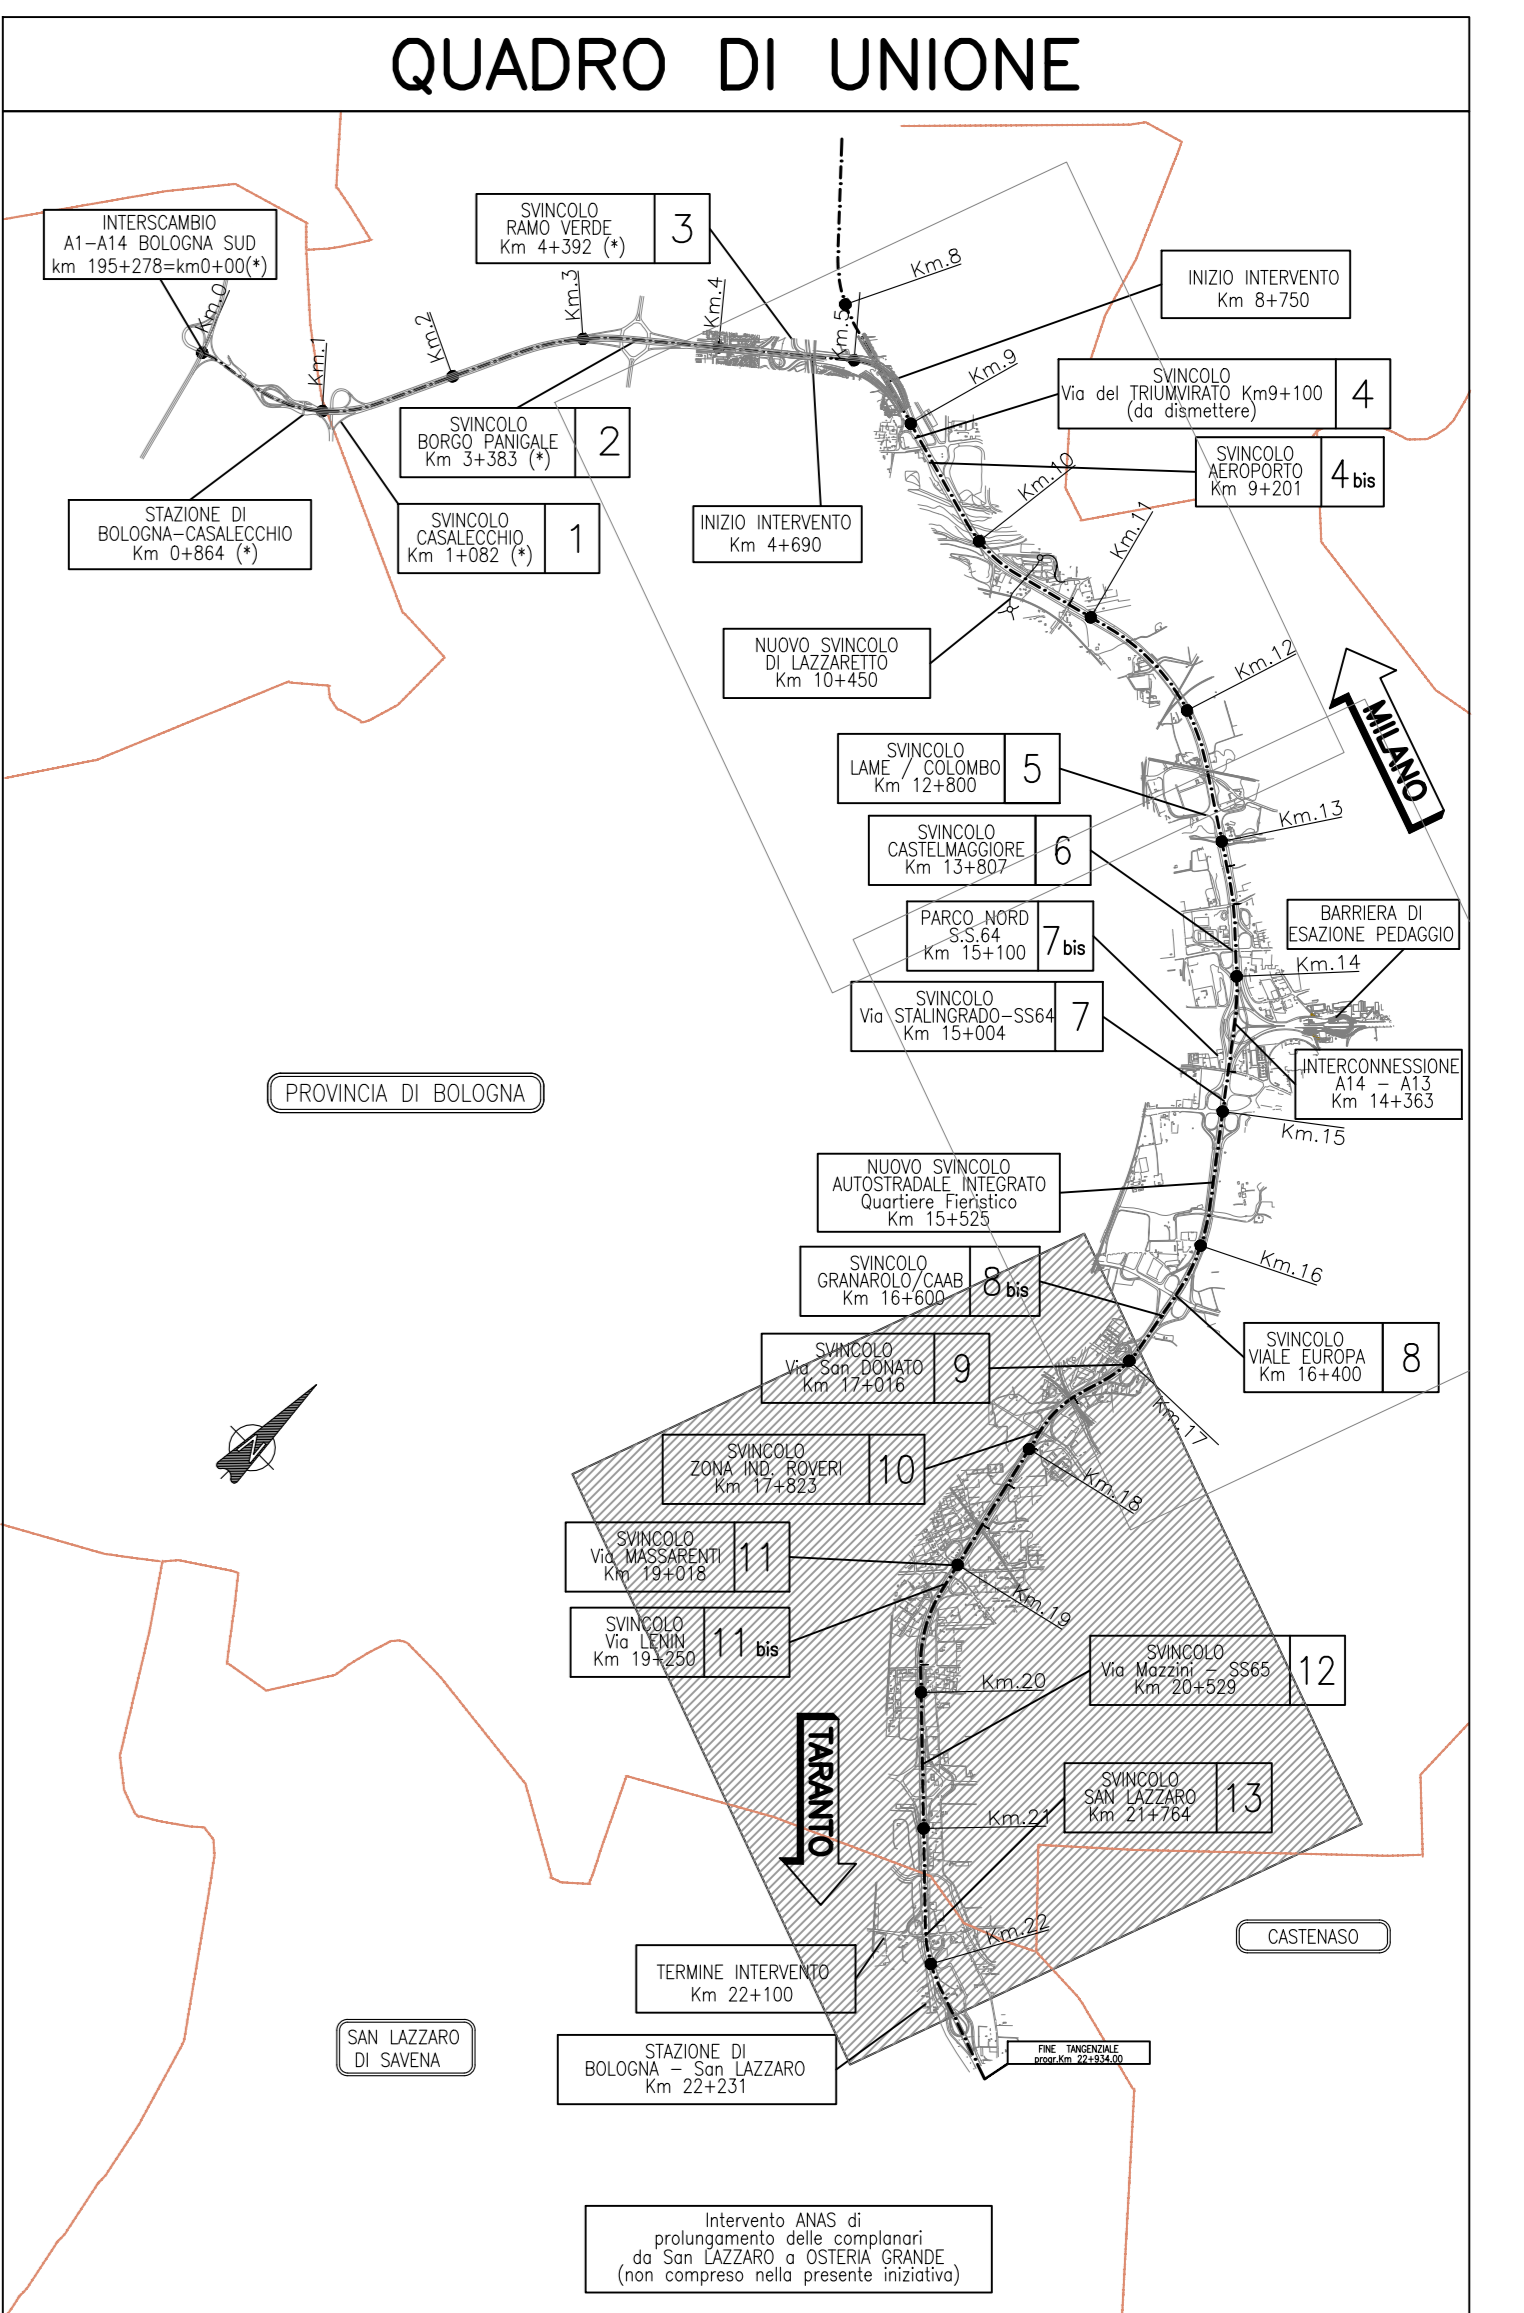 QUADRO DI UNIONE
INTERSCAMBIO
A1-A14 BOLOGNA SUD
km 195+278=km0+00(*)
SVINCOLO
RAMO VERDE
Km 4+392 (*)
3
Km.0
Km.1
Km.2
Km.3
Km.4
Km.5
Km.8
INIZIO INTERVENTO
Km 8+750
Km.9
SVINCOLO
Via del TRIUMVIRATO Km9+100
(da dismettere)
4
SVINCOLO
BORGO PANIGALE
Km 3+383 (*)
2
SVINCOLO
AEROPORTO
Km 9+201
4 bis
Km.10
STAZIONE DI
BOLOGNA-CASALECCHIO
Km 0+864 (*)
SVINCOLO
CASALECCHIO
Km 1+082 (*)
1
INIZIO INTERVENTO
Km 4+690
Km.11
NUOVO SVINCOLO
DI LAZZARETTO
Km 10+450
Km.12
MILANO
SVINCOLO
LAME / COLOMBO
Km 12+800
5
Km.13
SVINCOLO
CASTELMAGGIORE
Km 13+807
6
PARCO NORD
S.S.64
Km 15+100
7 bis
BARRIERA DI
ESAZIONE PEDAGGIO
Km.14
SVINCOLO
Via STALINGRADO-SS64
Km 15+004
7
INTERCONNESSIONE
A14 - A13
Km 14+363
PROVINCIA DI BOLOGNA
Km.15
NUOVO SVINCOLO
AUTOSTRADALE INTEGRATO
Quartiere Fieristico
Km 15+525
Km.16
SVINCOLO
GRANAROLO/CAAB
Km 16+600
8 bis
SVINCOLO
VIALE EUROPA
Km 16+400
8
SVINCOLO
Via San DONATO
Km 17+016
9
Km.17
SVINCOLO
ZONA IND. ROVERI
Km 17+823
10
Km.18
SVINCOLO
Via MASSARENTI
Km 19+018
11
Km.19
SVINCOLO
Via LENIN
Km 19+250
11 bis
SVINCOLO
Via Mazzini - SS65
Km 20+529
12
Km.20
TARANTO
SVINCOLO
SAN LAZZARO
Km 21+764
13
Km.21
Km.22
CASTENASO
TERMINE INTERVENTO
Km 22+100
SAN LAZZARO
DI SAVENA
STAZIONE DI
BOLOGNA - San LAZZARO
Km 22+231
FINE TANGENZIALE
progr.Km 22+934.00
Intervento ANAS di
prolungamento delle complanari
da San LAZZARO a OSTERIA GRANDE
(non compreso nella presente iniziativa)